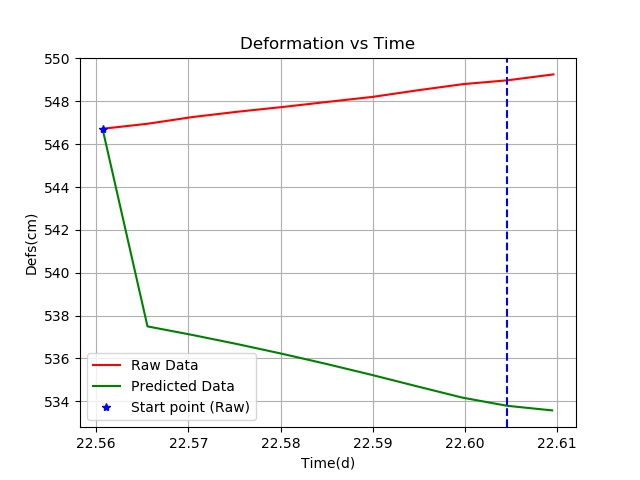 Deformation vs Time
Defs(cm)
550
548
546
544
542
540
538
536
534
Raw Data
Predicted Data
Start point (Raw)
22.56 22.57 22.58 22.59 22.60 22.61
Time(d)